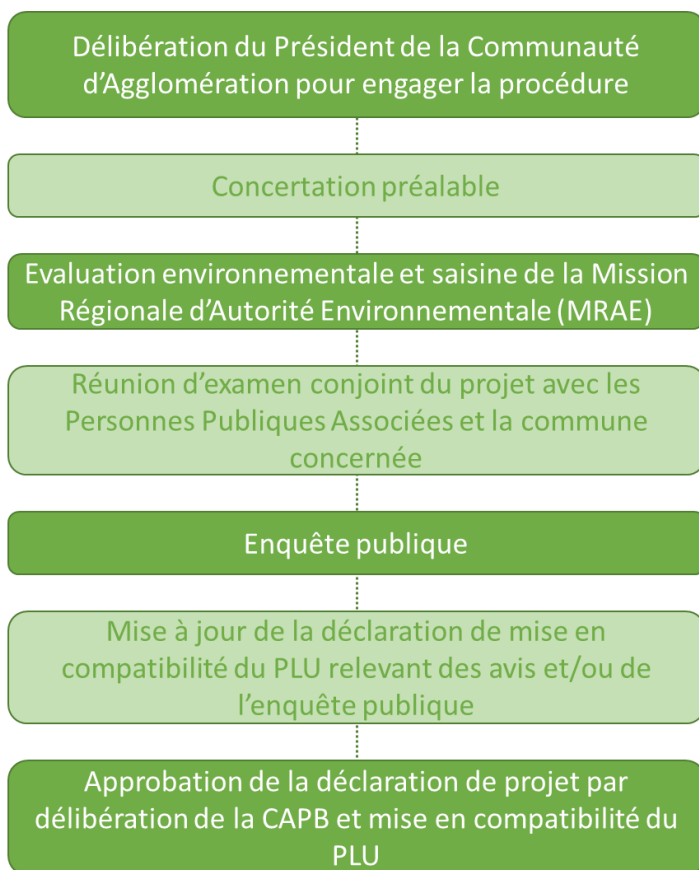 Délibération du Président de la Communauté
d’Agglomération pour engager la procédure
Concertation préalable
Evaluation environnementale et saisine de la Mission
Régionale d’Autorité Environnementale (MRAE)
Réunion d’examen conjoint du projet avec les
Personnes Publiques Associées et la commune
concernée
Enquête publique
Mise à jour de la déclaration de mise en
compatibilité du PLU relevant des avis et/ou de
l’enquête publique
Approbation de la déclaration de projet par
délibération de la CAPB et mise en compatibilité du
PLU